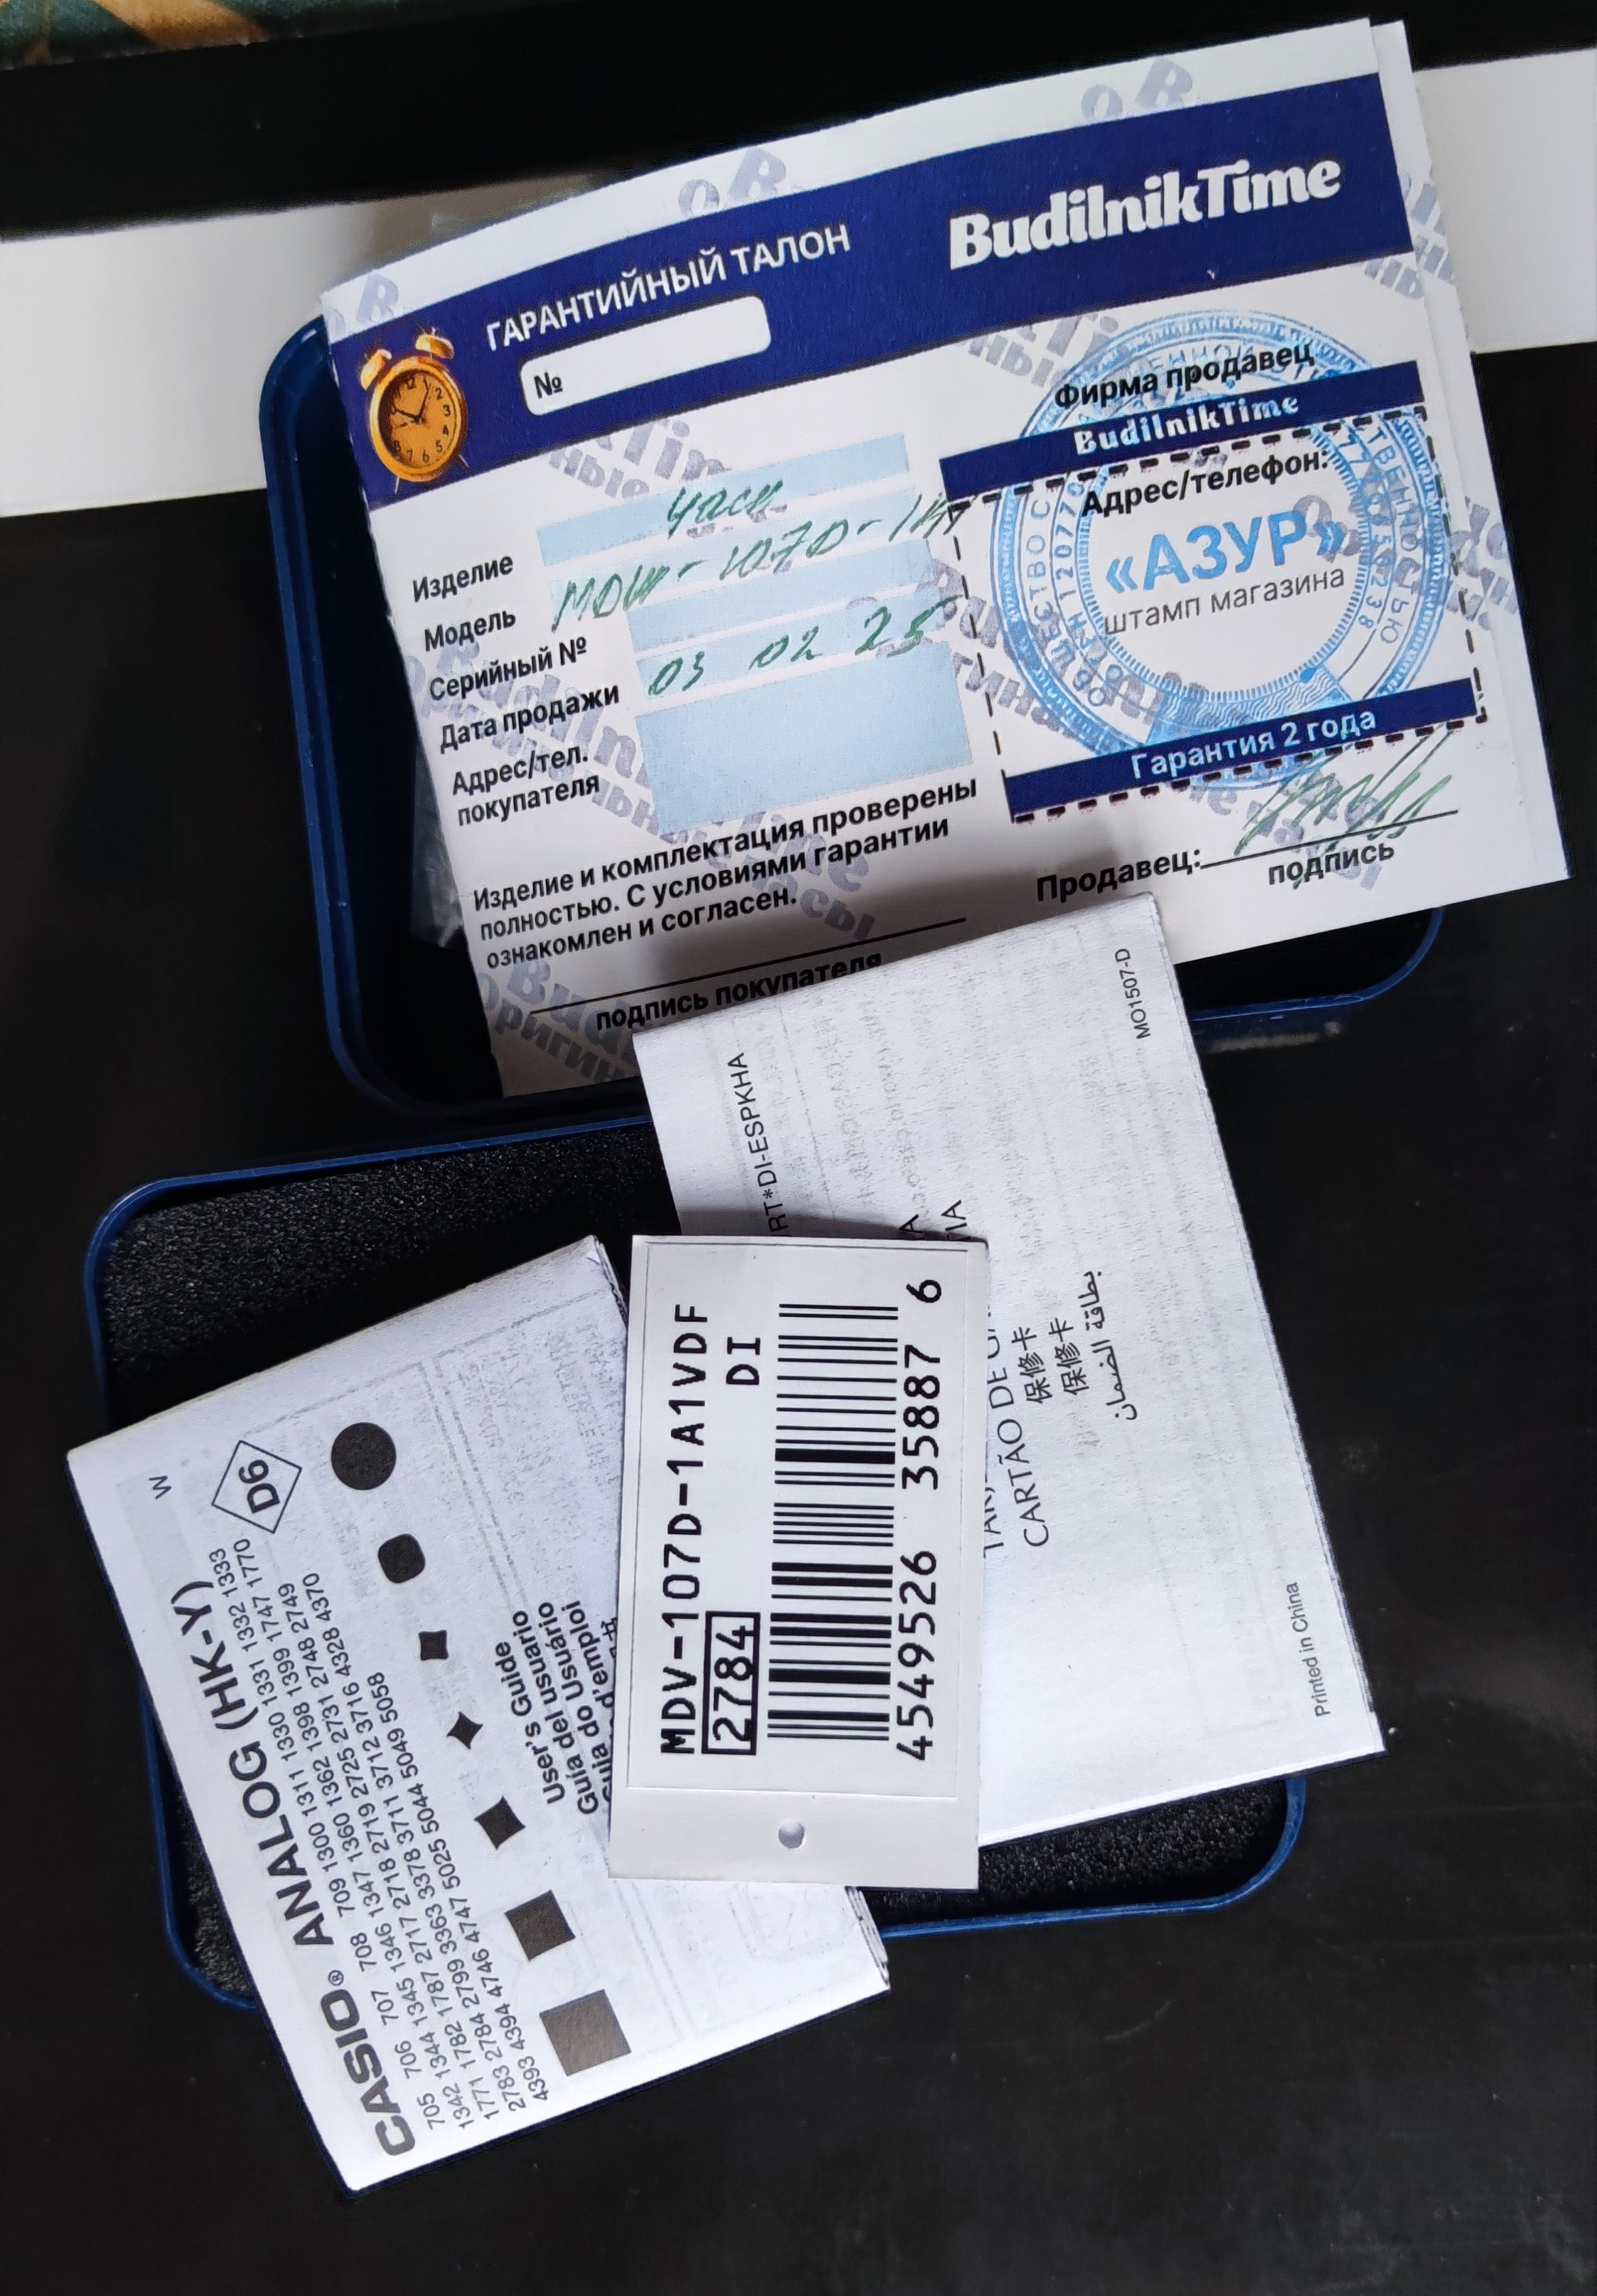 ГАРАНТИЙНЫЙ ТАЛОН
BudilnikTime
№
Изделие часы
Модель
Серийный №
Дата продажи 03 02 25
Адрес/тел.
покупателя
Изделие и комплектация проверены
полностью. С условиями гарантии
ознакомлен и согласен.
подпись покупателя
Фирма продавец
BudilnikTime
Адрес/телефон:
«АЗУР»
штамп магазина
Гарантия 2 года
Продавец:
подпись
MO1507-D
RT*DI-ESPKHA
CARTÃO DE
保修卡
保修卡
بطاقة الضمان
Printed in China
MDV-107D-1A1VDF
2784 DI
4549526 358876
W
CASIO® ANALOG (HK-Y) D6
705 706 707 708 709 1300 1311 1330 1331 1332 1333
1342 1344 1345 1346 1347 1360 1362 1398 1399 1747 1770
1771 1782 1787 2717 2718 2719 2725 2731 2748 2749
2783 2784 2799 3363 3378 3711 3712 3716 4328 4370
4393 4394 4746 4747 5025 5044 5049 5058
User's Guide
Guía del usuario
Guia do Usuário
d'emploi